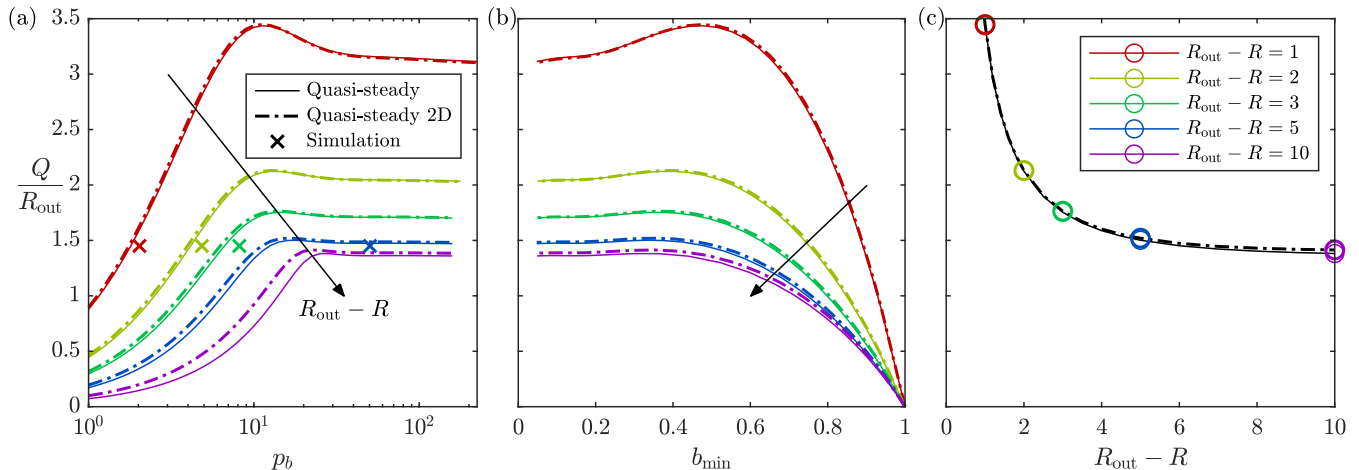 (a)
3.5
3
2.5
2
1.5
1
0.5
0
Q
R_out
10^0
10^1
10^2
p_b
Quasi-steady
Quasi-steady 2D
Simulation
R_out − R
(b)
0
0.2
0.4
0.6
0.8
1
b_min
(c)
R_out − R = 1
R_out − R = 2
R_out − R = 3
R_out − R = 5
R_out − R = 10
0
2
4
6
8
10
R_out − R